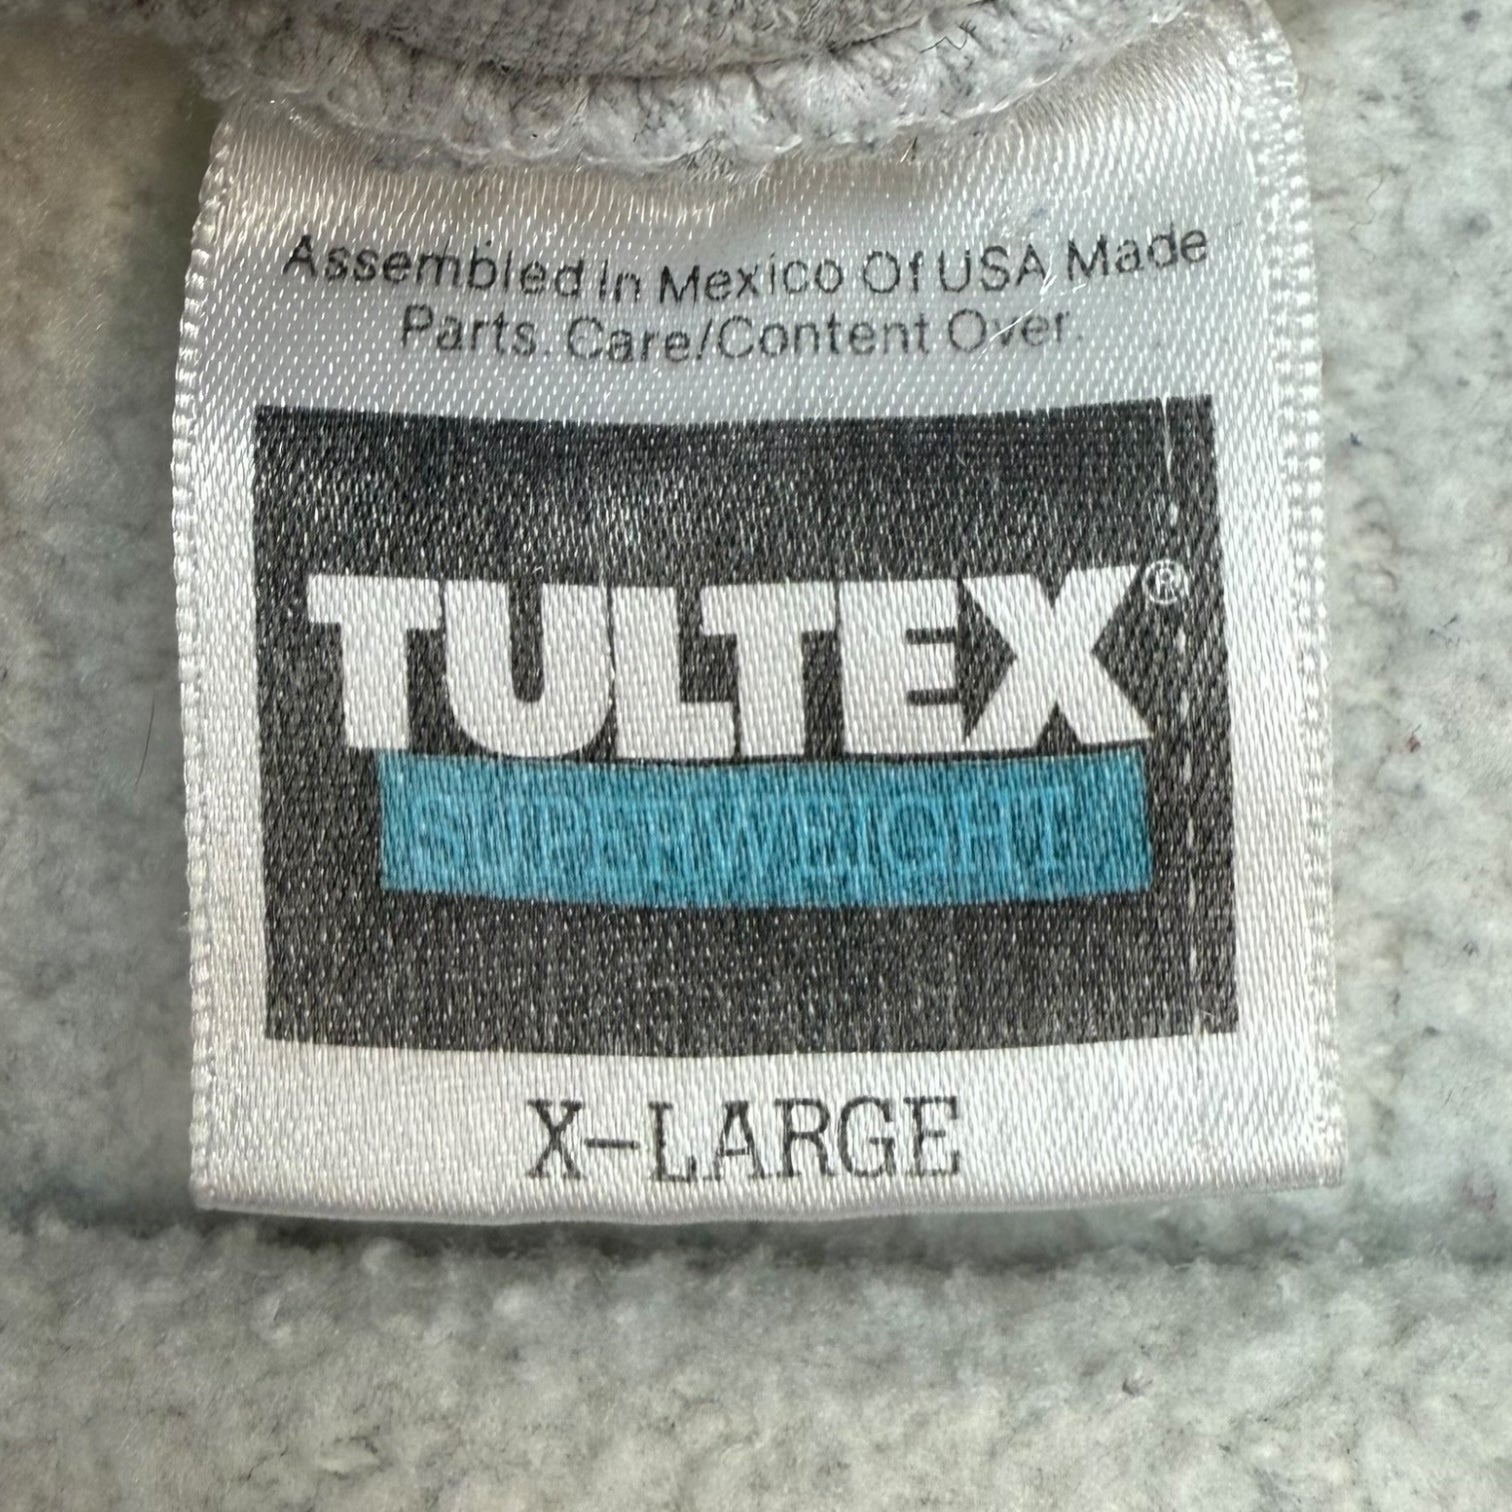 Assembled In Mexico Of USA Made
Parts. Care/Content Over.
TULTEX®
SUPERWEIGHT
X-LARGE